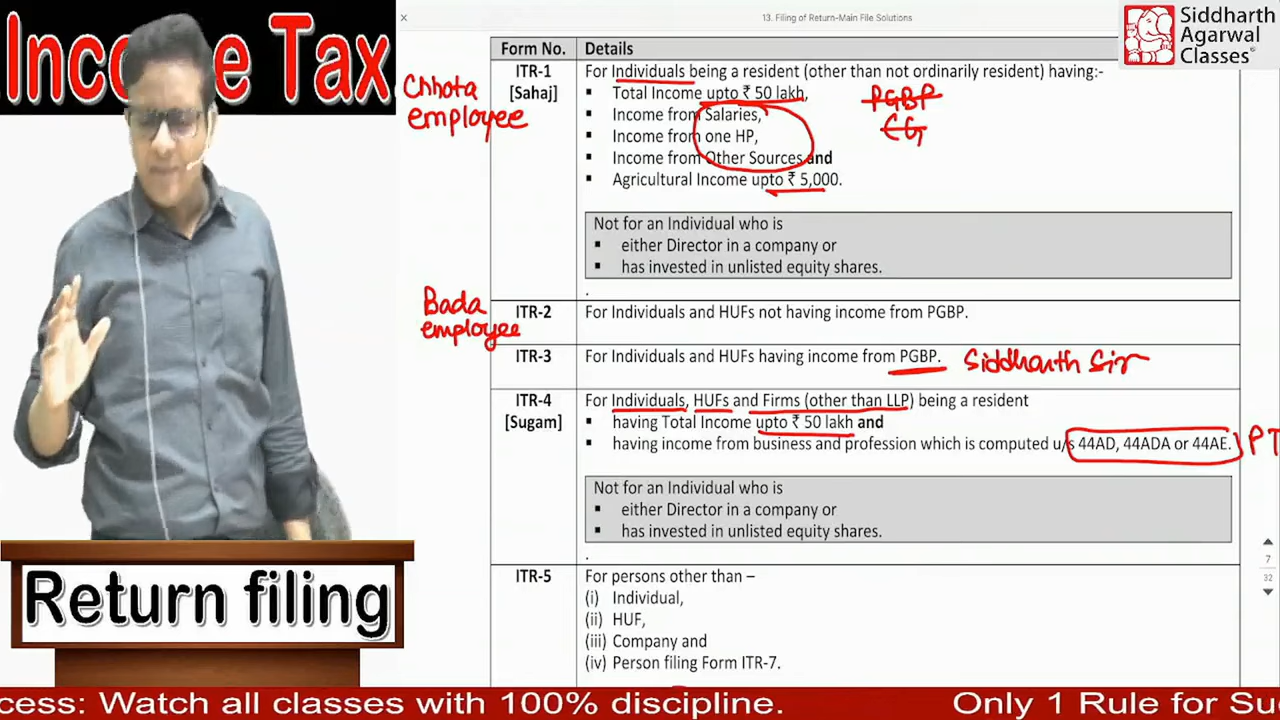 Income Tax
13. Filing of Return-Main File Solutions
Siddharth
Agarwal
Classes
Form No. Details
ITR-1
[Sahaj]
For Individuals being a resident (other than not ordinarily resident) having:-
▪ Total Income upto ₹ 50 lakh,
▪ Income from Salaries,
▪ Income from one HP,
▪ Income from Other Sources and
▪ Agricultural Income upto ₹ 5,000.
Chhota
employee
PGBP
CG
Not for an Individual who is
▪ either Director in a company or
▪ has invested in unlisted equity shares.
.
Bada
employee
ITR-2 For Individuals and HUFs not having income from PGBP.
ITR-3 For Individuals and HUFs having income from PGBP. Siddharth Sir
ITR-4
[Sugam]
For Individuals, HUFs and Firms (other than LLP) being a resident
▪ having Total Income upto ₹ 50 lakh and
▪ having income from business and profession which is computed u/s 44AD, 44ADA or 44AE. PT
Not for an Individual who is
▪ either Director in a company or
▪ has invested in unlisted equity shares.
.
ITR-5 For persons other than –
(i) Individual,
(ii) HUF,
(iii) Company and
(iv) Person filing Form ITR-7.
7
32
Return filing
cess: Watch all classes with 100% discipline. Only 1 Rule for Su